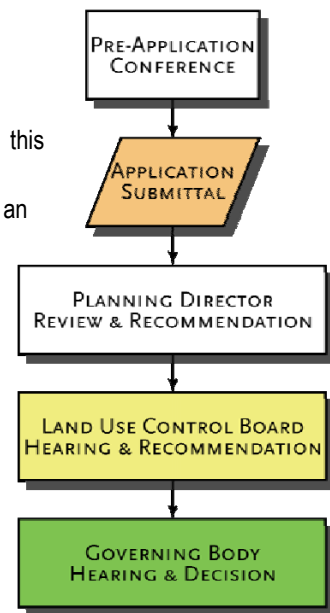 PRE-APPLICATION
CONFERENCE
this
APPLICATION
SUBMITTAL
an
PLANNING DIRECTOR
REVIEW & RECOMMENDATION
LAND USE CONTROL BOARD
HEARING & RECOMMENDATION
GOVERNING BODY
HEARING & DECISION